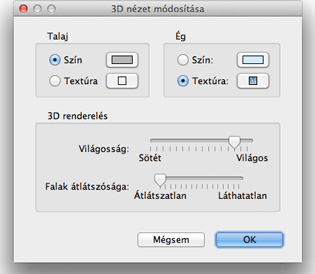 3D nézet módosítása
Talaj
Szín
Textúra
Ég
Szín:
Textúra:
3D renderelés
Világosság:
Sötét Világos
Falak átlátszósága:
Átlátszatlan Láthatatlan
Mégsem OK